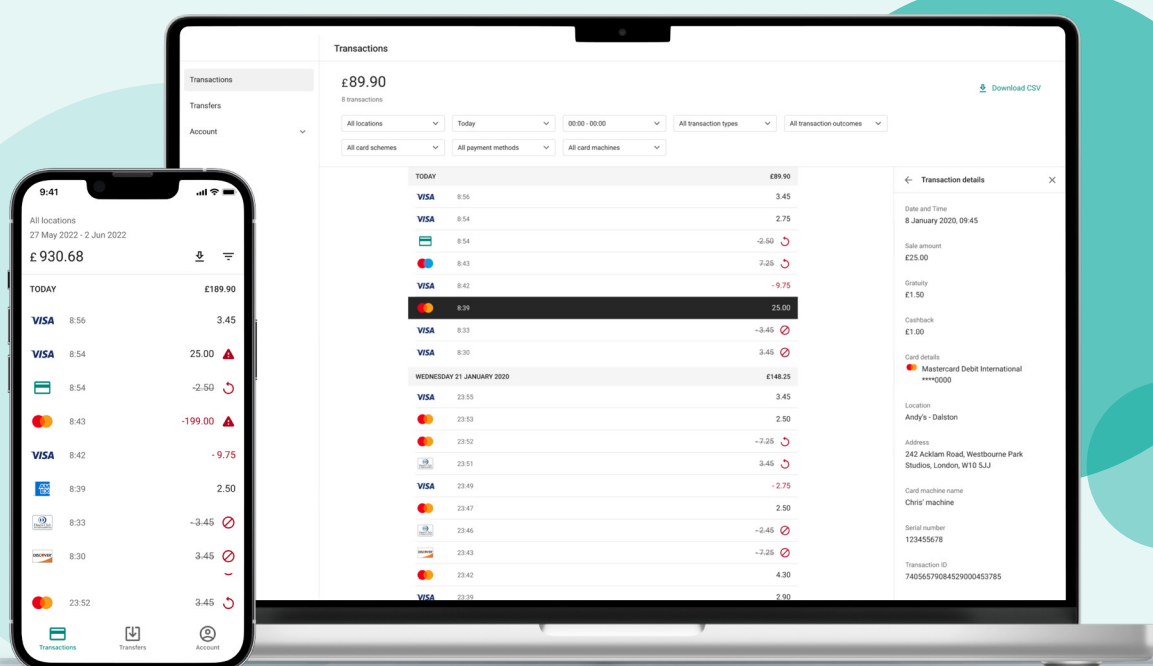 Transactions
Transactions
Transfers
Account
£89.90
8 transactions
Download CSV
All locations
Today
00:00 - 00:00
All transaction types
All transaction outcomes
All card schemes
All payment methods
All card machines
TODAY £89.90
VISA 8:56 3.45
VISA 8:54 2.75
8:54 -2.50
8:43 7.25
VISA 8:42 - 9.75
8:39 25.00
VISA 8:33 - 3.45
VISA 8:30 3.45
WEDNESDAY 21 JANUARY 2020 £148.25
VISA 23:55 3.45
23:53 2.50
23:52 - 7.25
23:51 3.45
VISA 23:49 - 2.75
23:47 2.50
23:46 - 2.45
DISCOVER 23:43 - 7.25
23:42 4.30
VISA 23:39 2.90
Transaction details
Date and Time
8 January 2020, 09:45
Sale amount
£25.00
Gratuity
£1.50
Cashback
£1.00
Card details
Mastercard Debit International
****0000
Location
Andy's - Dalston
Address
242 Acklam Road, Westbourne Park
Studios, London, W10 5JJ
Card machine name
Chris' machine
Serial number
123455678
Transaction ID
74056579084529000453785
9:41
All locations
27 May 2022 - 2 Jun 2022
£ 930.68
TODAY £189.90
VISA 8:56 3.45
VISA 8:54 25.00
8:54 -2.50
8:43 -199.00
VISA 8:42 - 9.75
AMEX 8:39 2.50
8:33 - 3.45
DISCOVER 8:30 3.45
23:52 3.45
Transactions
Transfers
Account